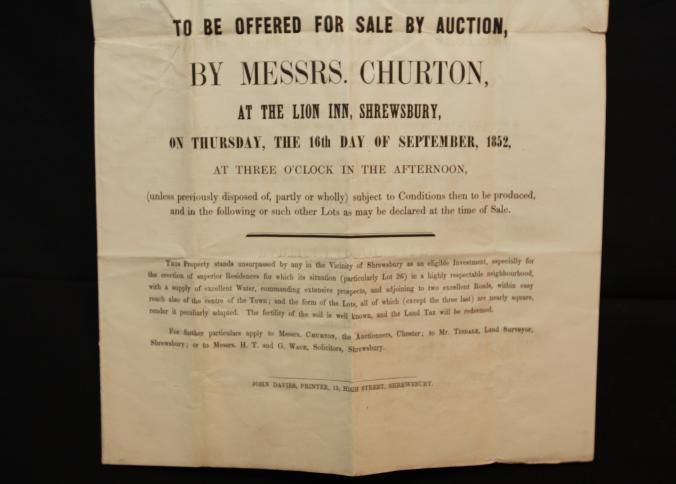 TO BE OFFERED FOR SALE BY AUCTION,
BY MESSRS. CHURTON,
AT THE LION INN, SHREWSBURY,
ON THURSDAY, THE 16th DAY OF SEPTEMBER, 1852,
AT THREE O'CLOCK IN THE AFTERNOON,
(unless previously disposed of, partly or wholly) subject to Conditions then to be produced,
and in the following or such other Lots as may be declared at the time of Sale.
This Property stands unsurpassed by any in the Vicinity of Shrewsbury as an eligible Investment, especially for
the erection of superior Residences for which its situation (particularly Lot 26) in a highly respectable neighbourhood,
with a supply of excellent Water, commanding extensive prospects, and adjoining to two excellent Roads, within easy
reach also of the centre of the Town; and the form of the Lots, all of which (except the three last) are nearly square,
render it peculiarly adapted. The fertility of the soil is well known, and the Land Tax will be redeemed.
For further particulars apply to Messrs. CHURTON, the Auctioneers, Chester; to Mr. TISDALE, Land Surveyor,
Shrewsbury; or to Messrs. H. T. and G. WACE, Solicitors, Shrewsbury.
JOHN DAVIES, PRINTER, 15, HIGH STREET, SHREWSBURY.